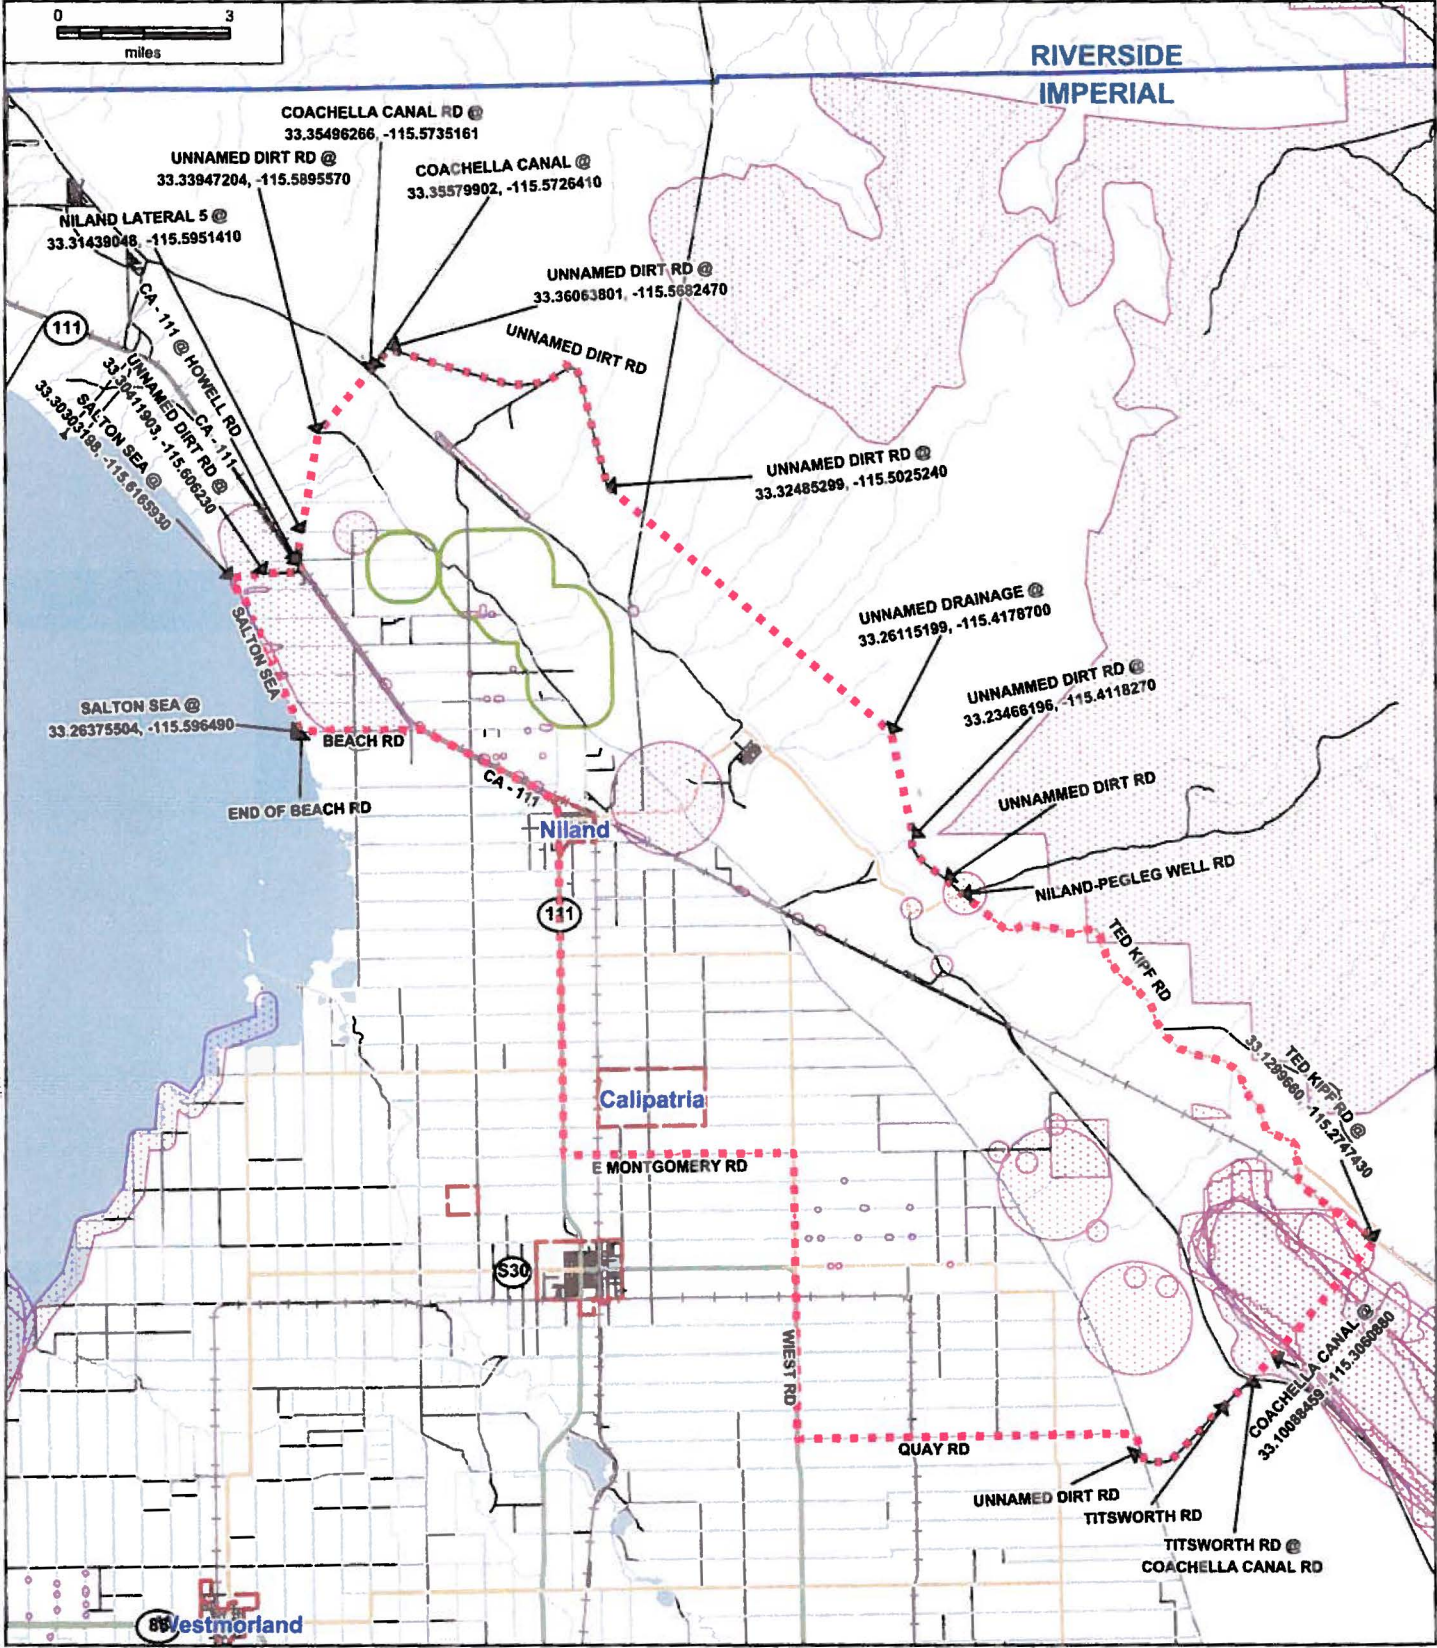 0 3
miles
RIVERSIDE
IMPERIAL
COACHELLA CANAL RD @
33.35496266, -115.5735161
UNNAMED DIRT RD @
33.33947204, -115.5895570
COACHELLA CANAL @
33.35579902, -115.5726410
NILAND LATERAL 5 @
33.31439048, -115.5951410
UNNAMED DIRT RD @
33.36063801, -115.5682470
111
CA - 111 @ HOWELL RD
UNNAMED DIRT RD
CA - 111
UNNAMED DIRT RD @
33.30411903, -115.606230
SALTON SEA @
33.30303198, -115.6165930
UNNAMED DIRT RD @
33.32485299, -115.5025240
SALTON SEA
UNNAMED DRAINAGE @
33.26115199, -115.4178700
UNNAMMED DIRT RD @
33.23466196, -115.4118270
SALTON SEA @
33.26375504, -115.596490
BEACH RD
CA - 111
UNNAMMED DIRT RD
END OF BEACH RD
Niland
NILAND-PEGLEG WELL RD
111
TED KIPF RD
TED KIPF RD @
33.1299660, -115.2747430
Calipatria
E MONTGOMERY RD
S30
WIEST RD
COACHELLA CANAL @
33.10088459, -115.3060880
QUAY RD
UNNAMED DIRT RD
TITSWORTH RD
TITSWORTH RD @
COACHELLA CANAL RD
Westmorland